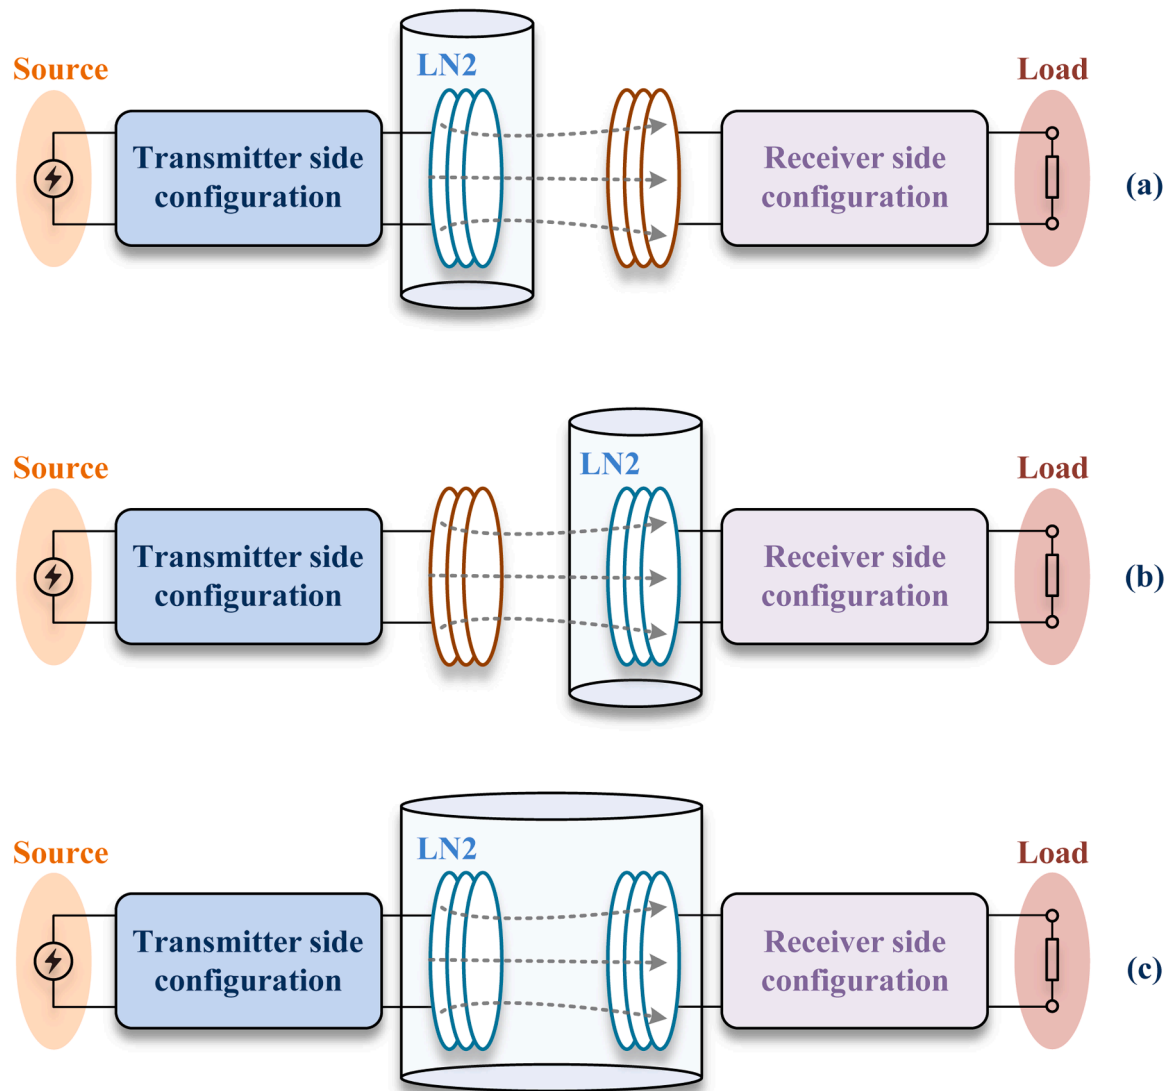 LN2
Source
Load
Transmitter side
configuration
Receiver side
configuration
(a)
LN2
Source
Load
Transmitter side
configuration
Receiver side
configuration
(b)
LN2
Source
Load
Transmitter side
configuration
Receiver side
configuration
(c)